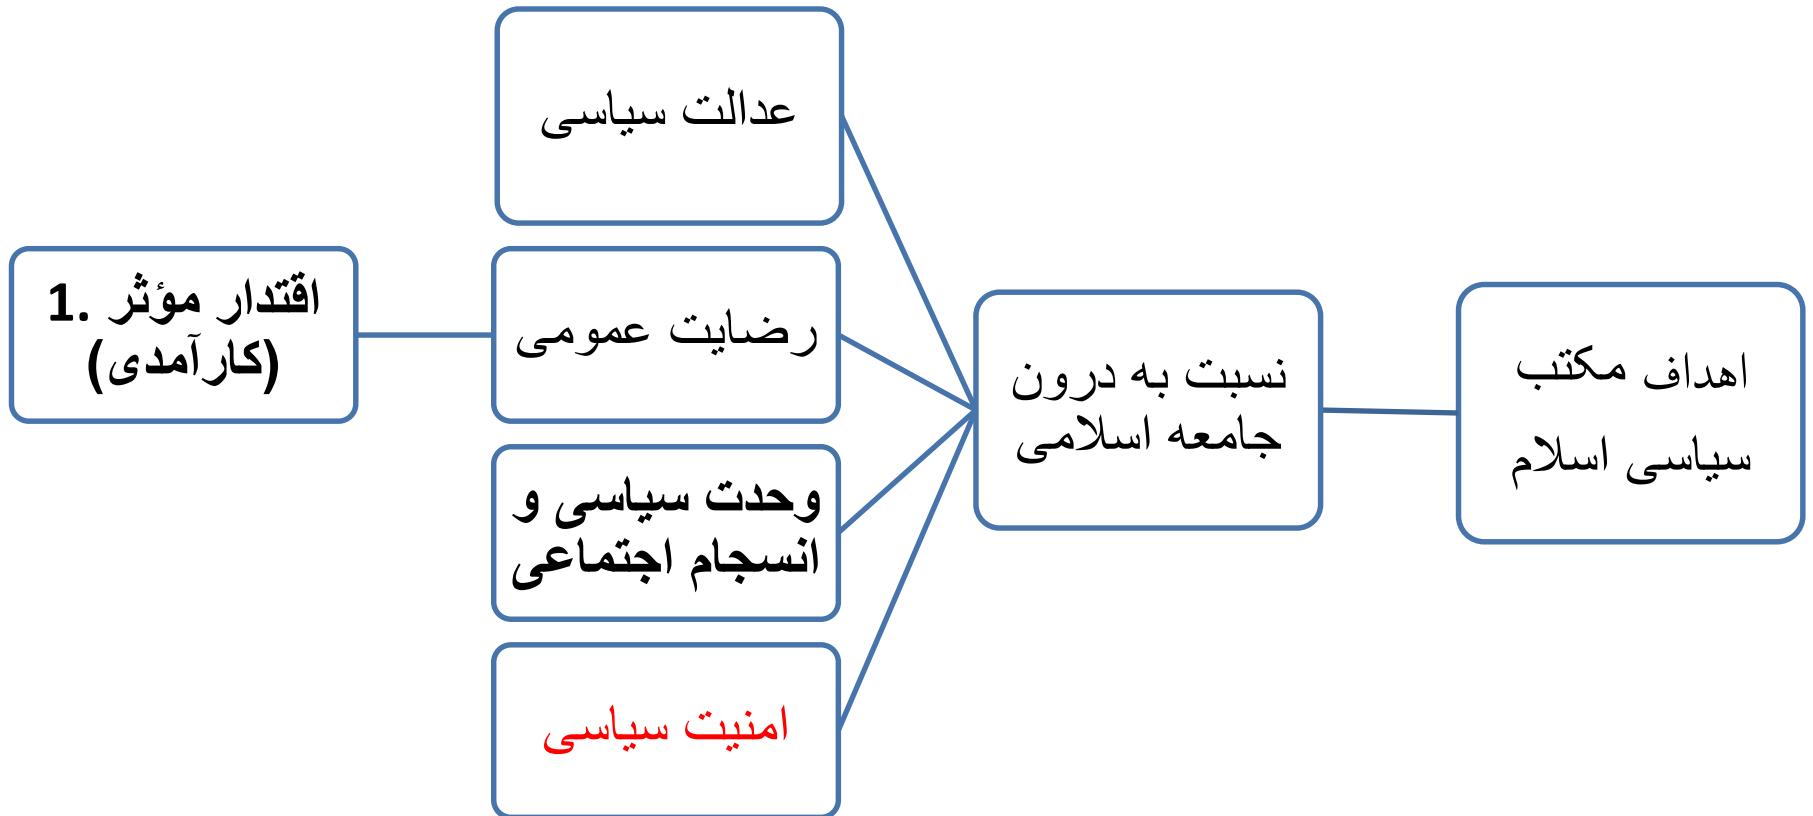 اهداف مکتب
سیاسی اسلام
نسبت به درون
جامعه اسلامی
عدالت سیاسی
رضایت عمومی
وحدت سیاسی و
انسجام اجتماعی
امنیت سیاسی
1. اقتدار مؤثر
(کارآمدی)